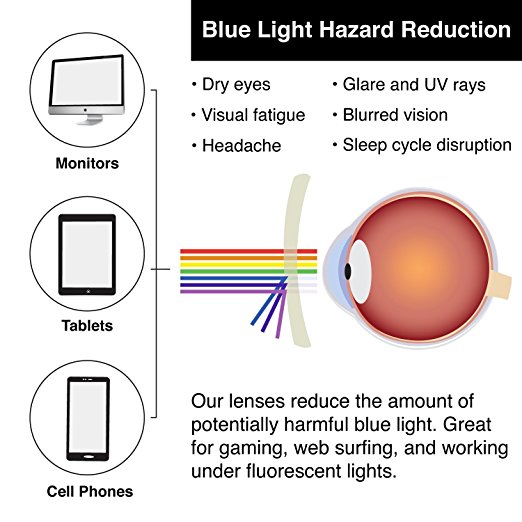 Blue Light Hazard Reduction
• Dry eyes
• Glare and UV rays
• Visual fatigue
• Blurred vision
• Headache
• Sleep cycle disruption
Monitors
Tablets
Cell Phones
Our lenses reduce the amount of
potentially harmful blue light. Great
for gaming, web surfing, and working
under fluorescent lights.